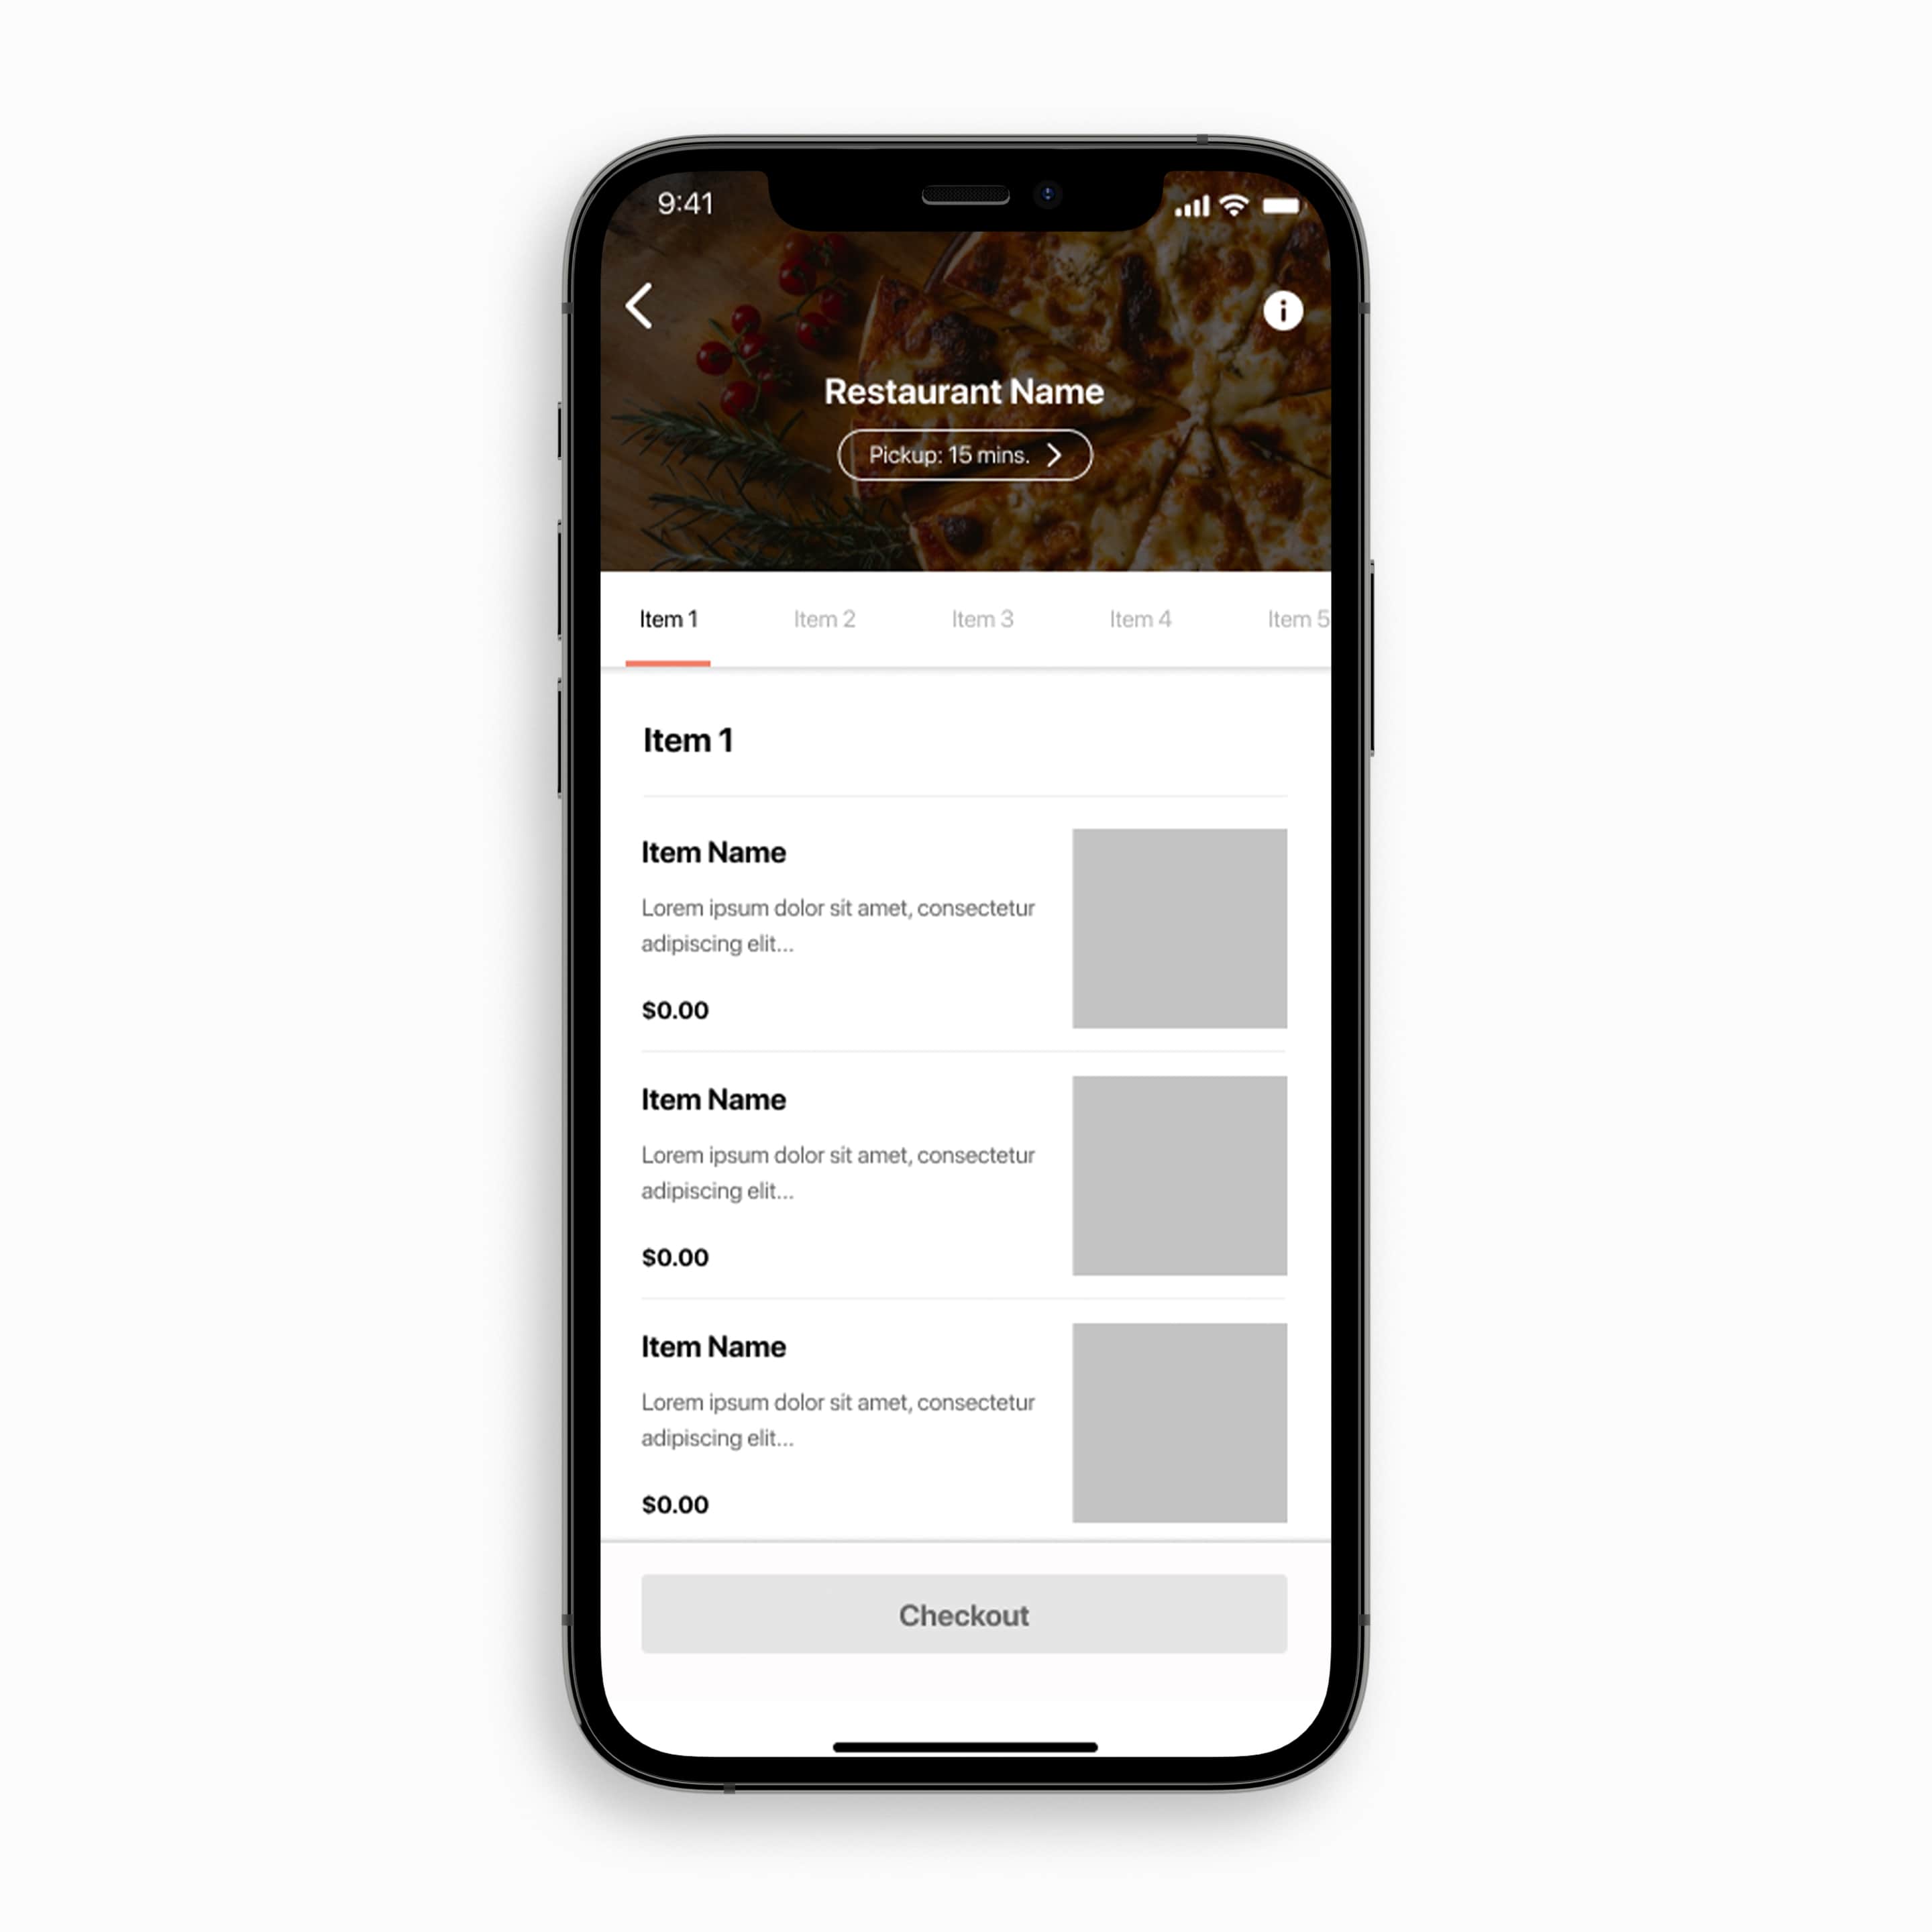 9:41
Restaurant Name
Pickup: 15 mins.
Item 1 Item 2 Item 3 Item 4 Item 5
Item 1
Item Name
Lorem ipsum dolor sit amet, consectetur
adipiscing elit...
$0.00
Item Name
Lorem ipsum dolor sit amet, consectetur
adipiscing elit...
$0.00
Item Name
Lorem ipsum dolor sit amet, consectetur
adipiscing elit...
$0.00
Checkout